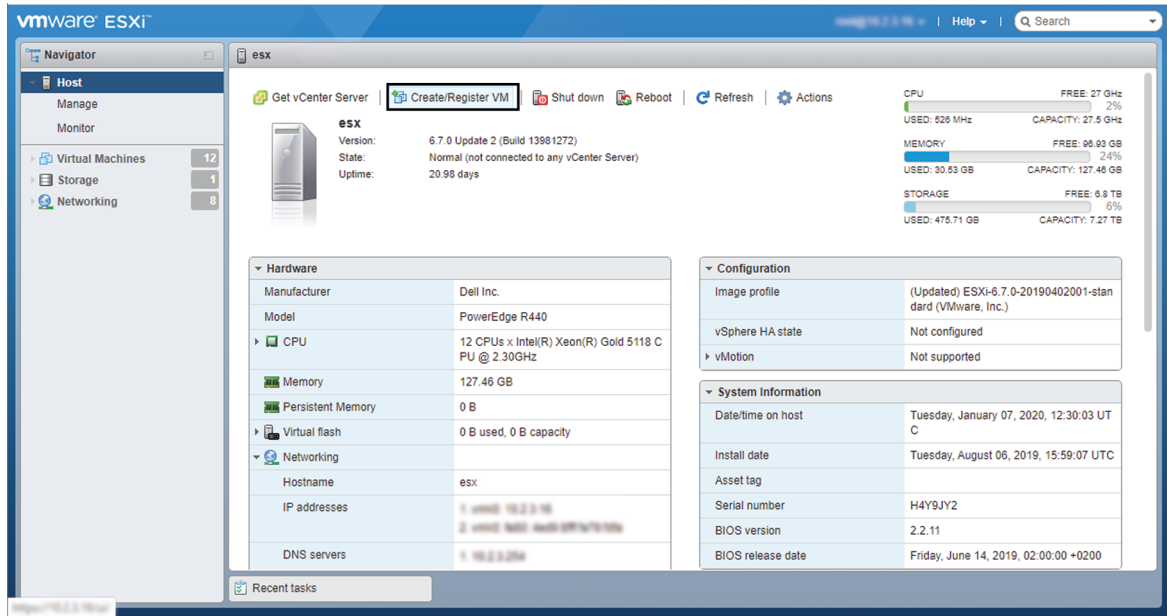 vmware ESXi™
Help
Search
Navigator
Host
Manage
Monitor
Virtual Machines 12
Storage 1
Networking 8
esx
Get vCenter Server
Create/Register VM
Shut down
Reboot
Refresh
Actions
esx
Version: 6.7.0 Update 2 (Build 13981272)
State: Normal (not connected to any vCenter Server)
Uptime: 20.98 days
CPU FREE: 27 GHz
2%
USED: 526 MHz CAPACITY: 27.5 GHz
MEMORY FREE: 96.93 GB
24%
USED: 30.53 GB CAPACITY: 127.46 GB
STORAGE FREE: 6.8 TB
6%
USED: 475.71 GB CAPACITY: 7.27 TB
Hardware
Manufacturer Dell Inc.
Model PowerEdge R440
CPU 12 CPUs x Intel(R) Xeon(R) Gold 5118 C
PU @ 2.30GHz
Memory 127.46 GB
Persistent Memory 0 B
Virtual flash 0 B used, 0 B capacity
Networking
Hostname esx
IP addresses
DNS servers
Configuration
Image profile (Updated) ESXi-6.7.0-20190402001-stan
dard (VMware, Inc.)
vSphere HA state Not configured
vMotion Not supported
System Information
Date/time on host Tuesday, January 07, 2020, 12:30:03 UT
C
Install date Tuesday, August 06, 2019, 15:59:07 UTC
Asset tag
Serial number H4Y9JY2
BIOS version 2.2.11
BIOS release date Friday, June 14, 2019, 02:00:00 +0200
Recent tasks